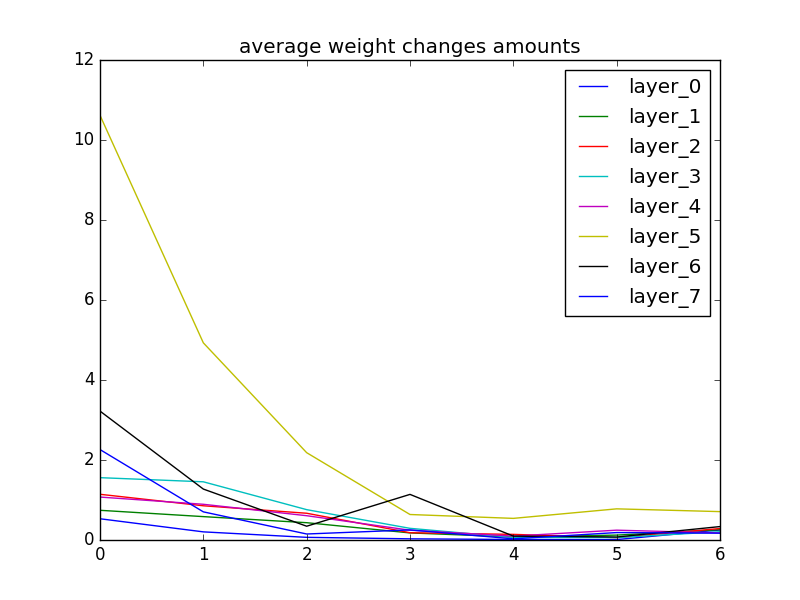 average weight changes amounts
12
10
8
6
4
2
0
0 1 2 3 4 5 6
layer_0
layer_1
layer_2
layer_3
layer_4
layer_5
layer_6
layer_7